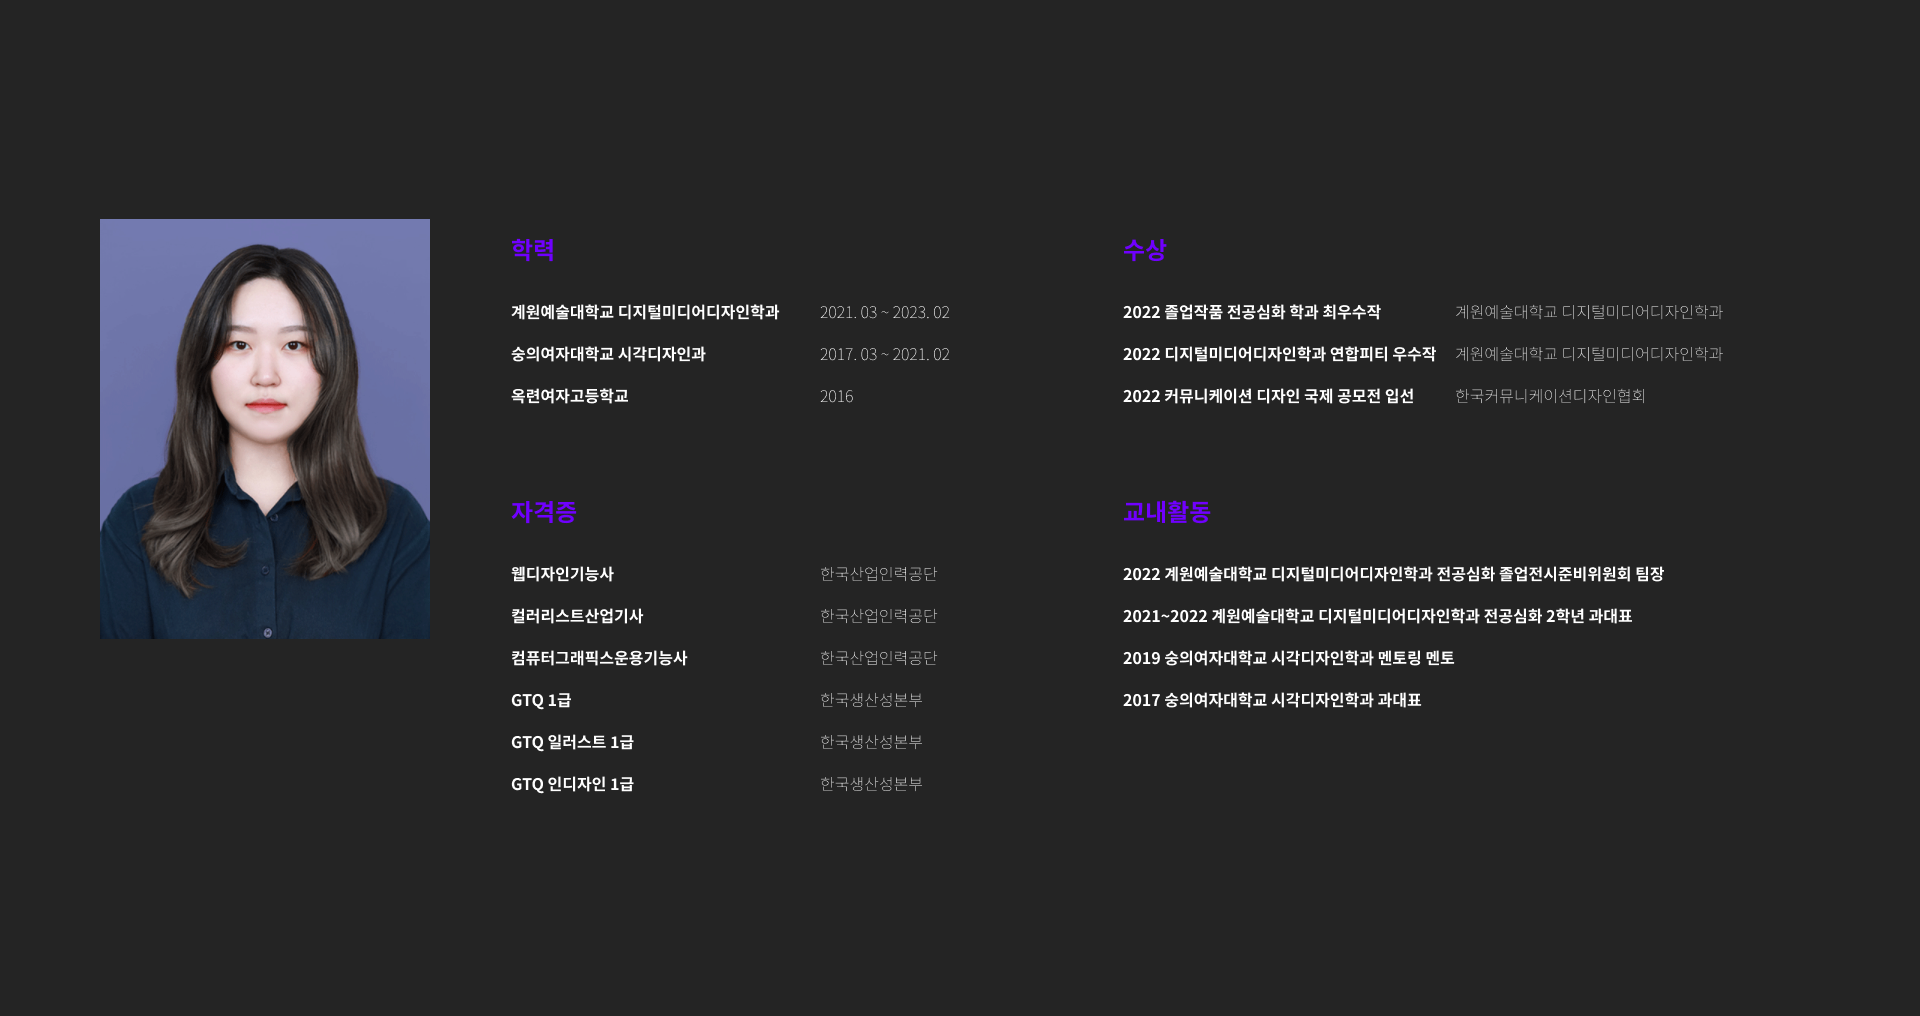 학력
계원예술대학교 디지털미디어디자인학과 2021. 03 ~ 2023. 02
숭의여자대학교 시각디자인과 2017. 03 ~ 2021. 02
옥련여자고등학교 2016
수상
2022 졸업작품 전공심화 학과 최우수작 계원예술대학교 디지털미디어디자인학과
2022 디지털미디어디자인학과 연합피티 우수작 계원예술대학교 디지털미디어디자인학과
2022 커뮤니케이션 디자인 국제 공모전 입선 한국커뮤니케이션디자인협회
자격증
웹디자인기능사 한국산업인력공단
컬러리스트산업기사 한국산업인력공단
컴퓨터그래픽스운용기능사 한국산업인력공단
GTQ 1급 한국생산성본부
GTQ 일러스트 1급 한국생산성본부
GTQ 인디자인 1급 한국생산성본부
교내활동
2022 계원예술대학교 디지털미디어디자인학과 전공심화 졸업전시준비위원회 팀장
2021~2022 계원예술대학교 디지털미디어디자인학과 전공심화 2학년 과대표
2019 숭의여자대학교 시각디자인학과 멘토링 멘토
2017 숭의여자대학교 시각디자인학과 과대표